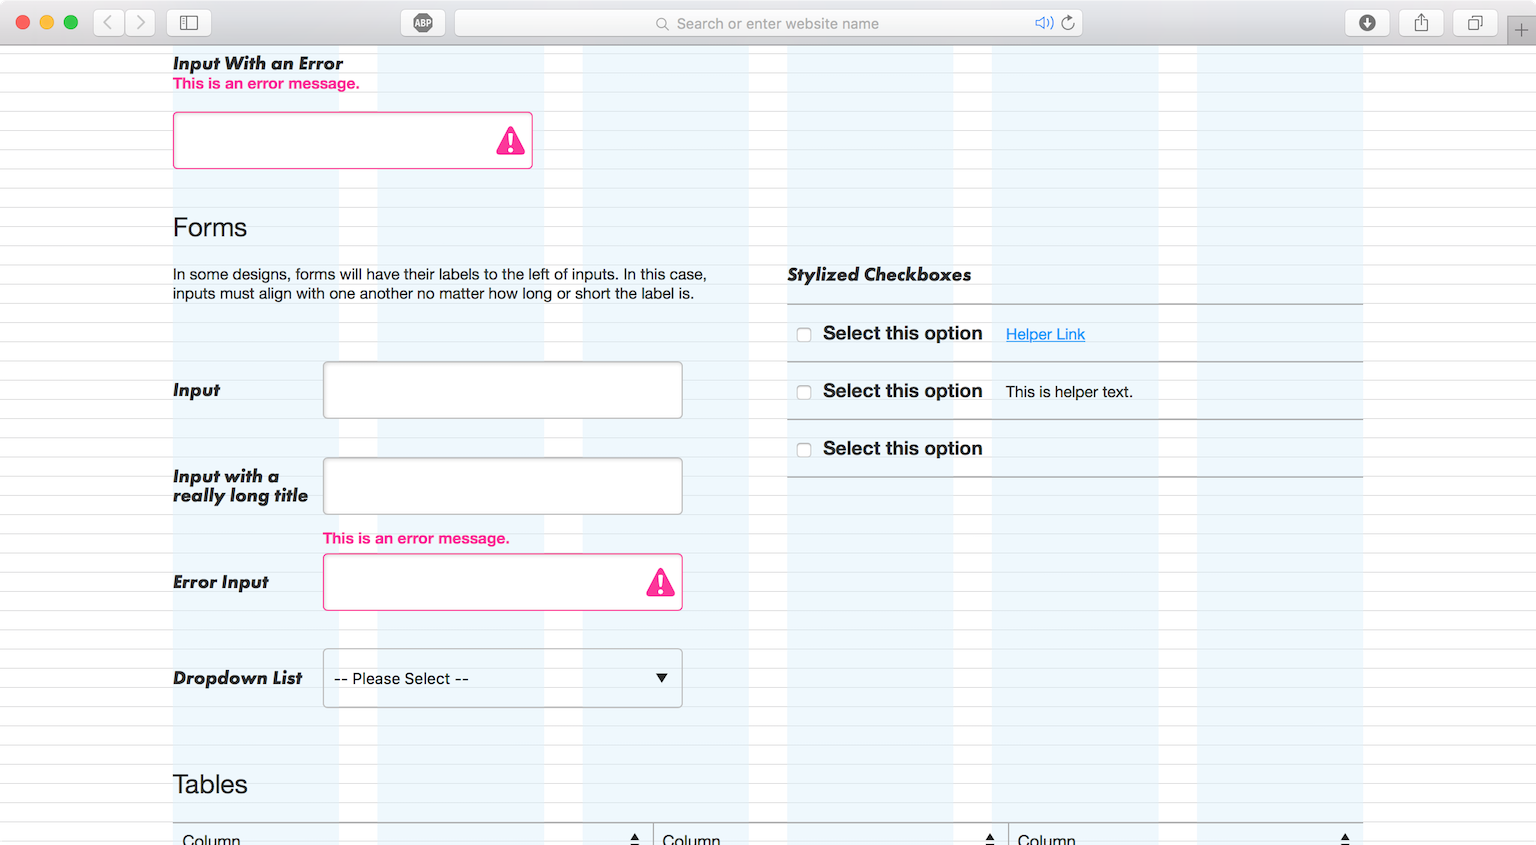 ABP
Search or enter website name
Input With an Error
This is an error message.
Forms
In some designs, forms will have their labels to the left of inputs. In this case,
inputs must align with one another no matter how long or short the label is.
Input
Input with a
really long title
This is an error message.
Error Input
Dropdown List
-- Please Select --
Stylized Checkboxes
Select this option Helper Link
Select this option This is helper text.
Select this option
Tables
Column Column Column